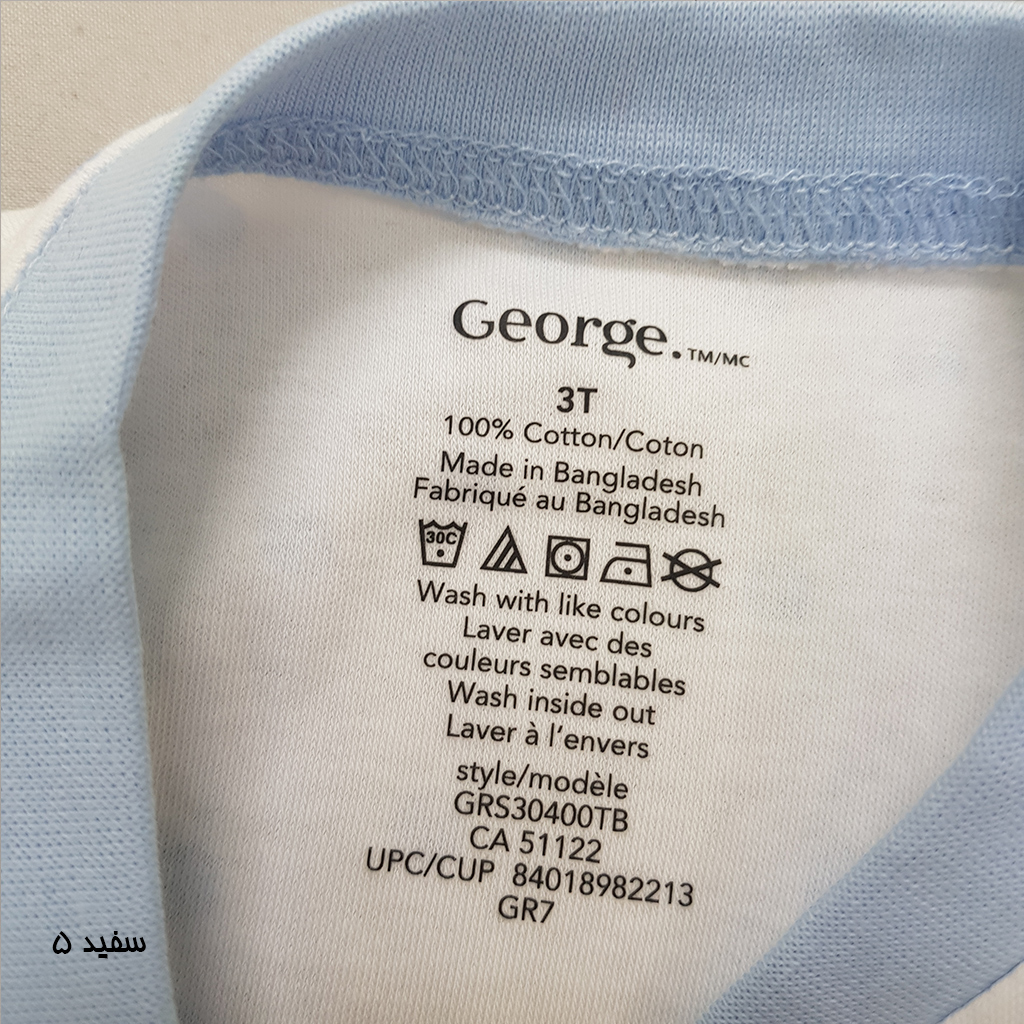 George.TM/MC
3T
100% Cotton/Coton
Made in Bangladesh
Fabriqué au Bangladesh
30C
Wash with like colours
Laver avec des
couleurs semblables
Wash inside out
Laver à l'envers
style/modèle
GRS30400TB
CA 51122
UPC/CUP 84018982213
GR7
سفید ۵